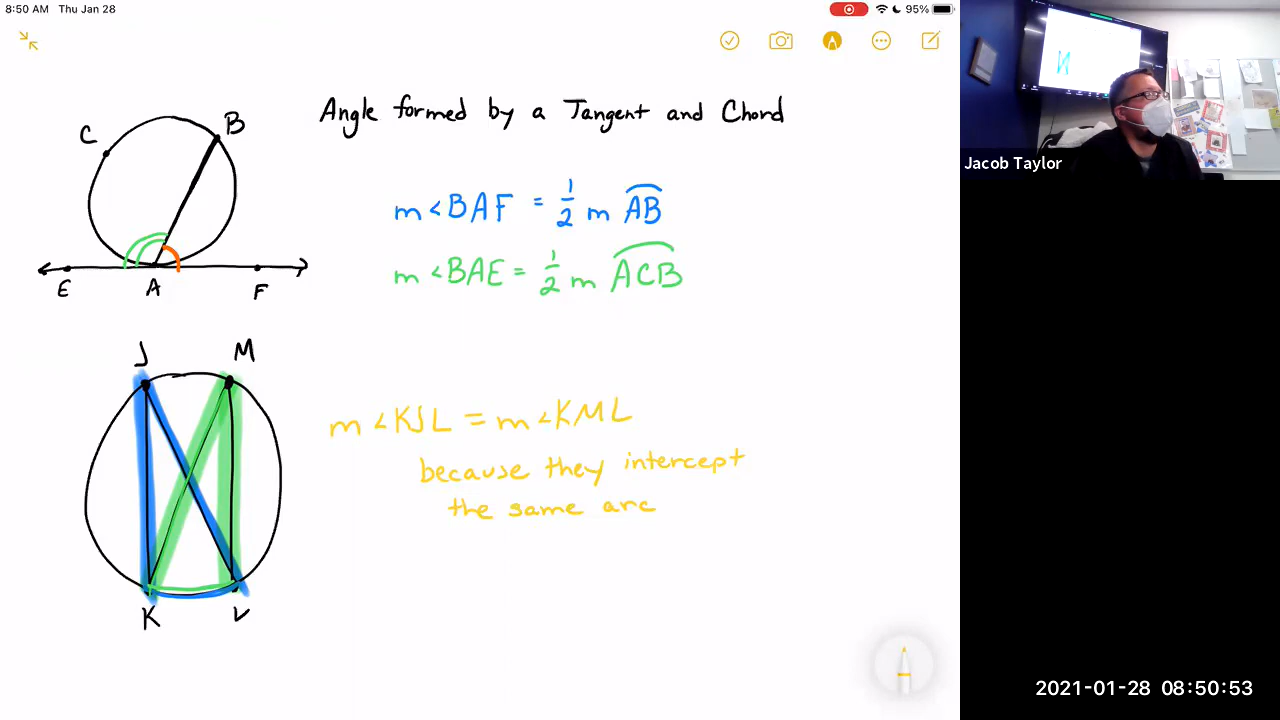 8:50 AM Thu Jan 28
95%
Angle formed by a Tangent and Chord
C
B
E
A
F
m<BAF = 1/2 m AB
m<BAE = 1/2 m ACB
J
M
K
L
m<KJL = m<KML
because they intercept
the same arc
Jacob Taylor
2021-01-28 08:50:53